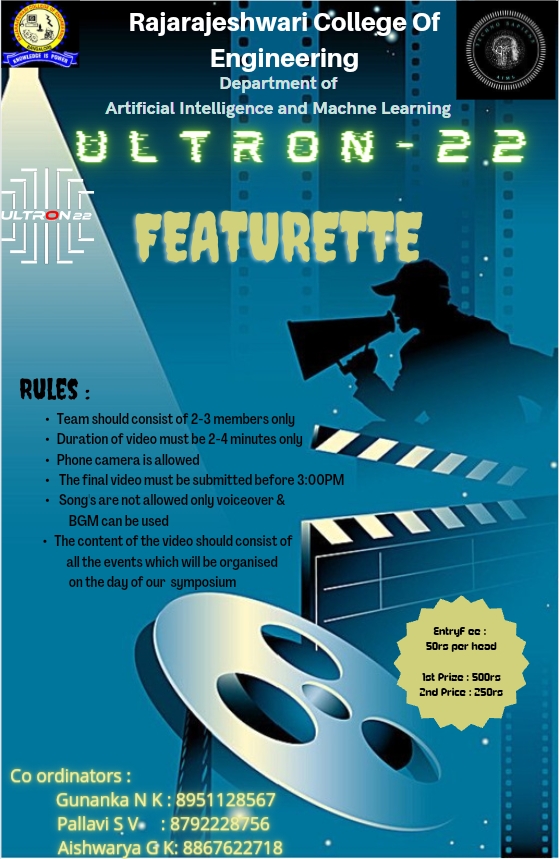 Rajarajeshwari College Of
Engineering
Department of
Artificial Intelligence and Machne Learning
ULTRON-22
KNOWLEDGE IS POWER
ULTRON 22
FEATURETTE
RULES :
• Team should consist of 2-3 members only
• Duration of video must be 2-4 minutes only
• Phone camera is allowed
• The final video must be submitted before 3:00PM
• Song's are not allowed only voiceover &
BGM can be used
• The content of the video should consist of
all the events which will be organised
on the day of our symposium
EntryFee :
50rs per head
1st Prize : 500rs
2nd Price : 250rs
Co ordinators :
Gunanka N K : 8951128567
Pallavi S V : 8792228756
Aishwarya G K: 8867622718